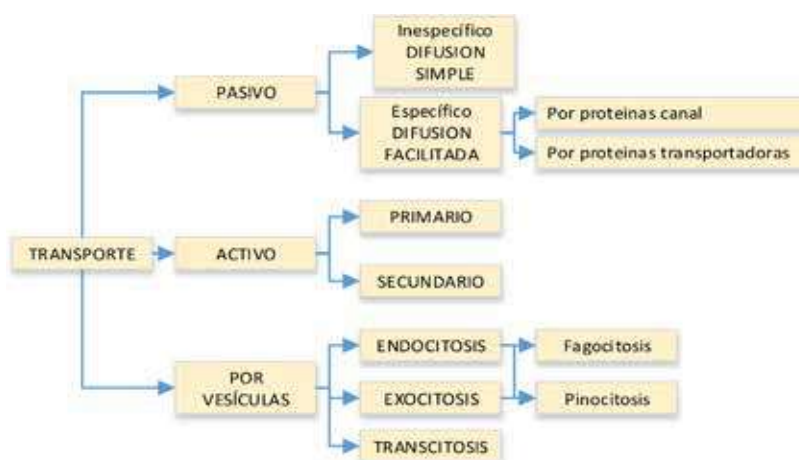 Inespecífico
DIFUSION
SIMPLE
PASIVO
Específico
DIFUSION
FACILITADA
Por proteinas canal
Por proteinas transportadoras
PRIMARIO
TRANSPORTE
ACTIVO
SECUNDARIO
ENDOCITOSIS
Fagocitosis
POR
VESÍCULAS
EXOCITOSIS
Pinocitosis
TRANSCITOSIS